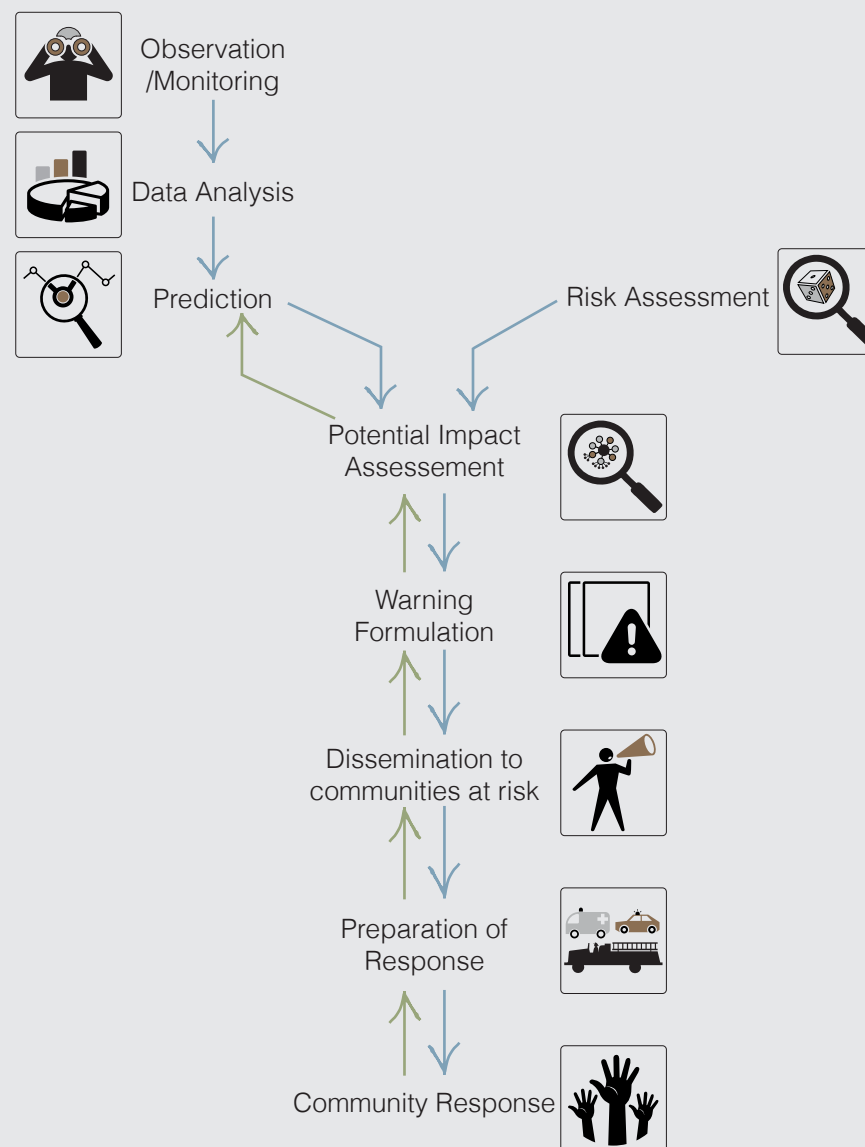 Observation
/Monitoring
Data Analysis
Prediction
Risk Assessment
Potential Impact
Assessement
Warning
Formulation
Dissemination to
communities at risk
Preparation of
Response
Community Response